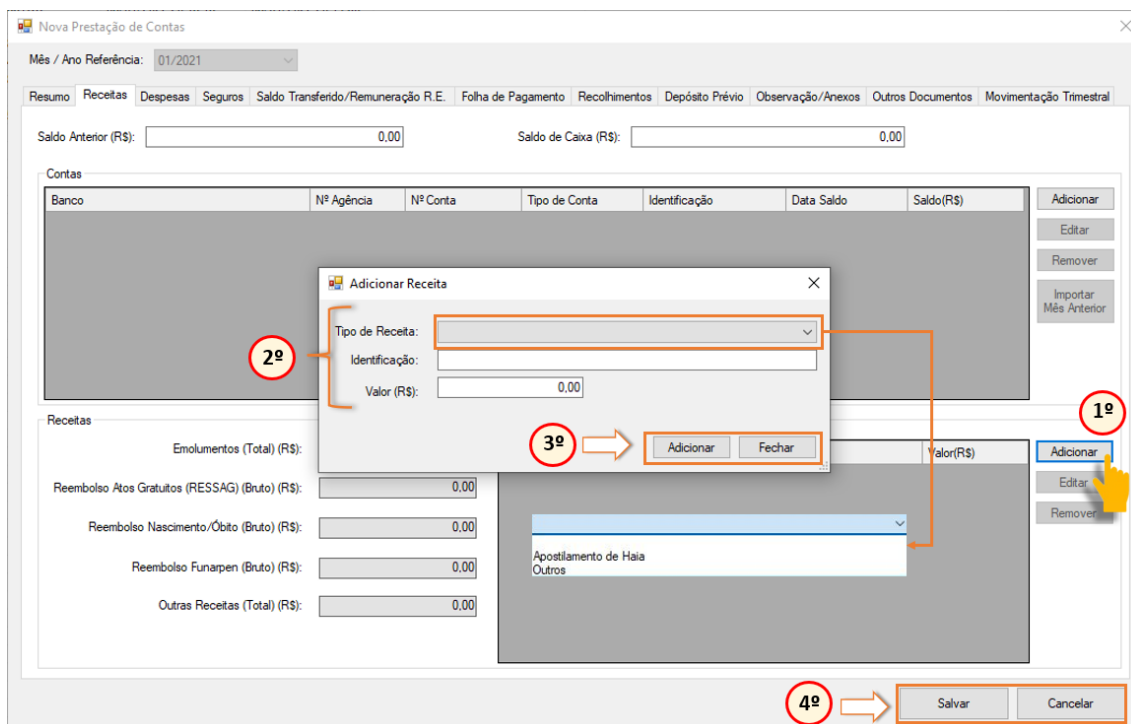 Nova Prestação de Contas
Mês / Ano Referência: 01/2021
Resumo Receitas Despesas Seguros Saldo Transferido/Remuneração R.E. Folha de Pagamento Recolhimentos Depósito Prévio Observação/Anexos Outros Documentos Movimentação Trimestral
Saldo Anterior (R$): 0,00 Saldo de Caixa (R$): 0,00
Contas
Banco Nº Agência Nº Conta Tipo de Conta Identificação Data Saldo Saldo(R$) Adicionar
Editar
Remover
Importar
Mês Anterior
Adicionar Receita
Tipo de Receita:
2º
Identificação:
Valor (R$): 0,00
3º
Adicionar Fechar
1º
Receitas
Emolumentos (Total) (R$):
Valor(R$) Adicionar
Reembolso Atos Gratuitos (RESSAG) (Bruto) (R$): 0,00 Editar
Reembolso Nascimento/Óbito (Bruto) (R$): 0,00 Remover
Apostilamento de Haia
Outros
Reembolso Funarpen (Bruto) (R$): 0,00
Outras Receitas (Total) (R$): 0,00
4º
Salvar Cancelar